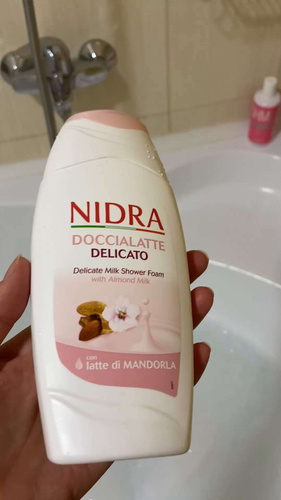 NIDRA
DOCCIALATTE
DELICATO
Delicate Milk Shower Foam
with Almond Milk
con
latte di MANDORLA